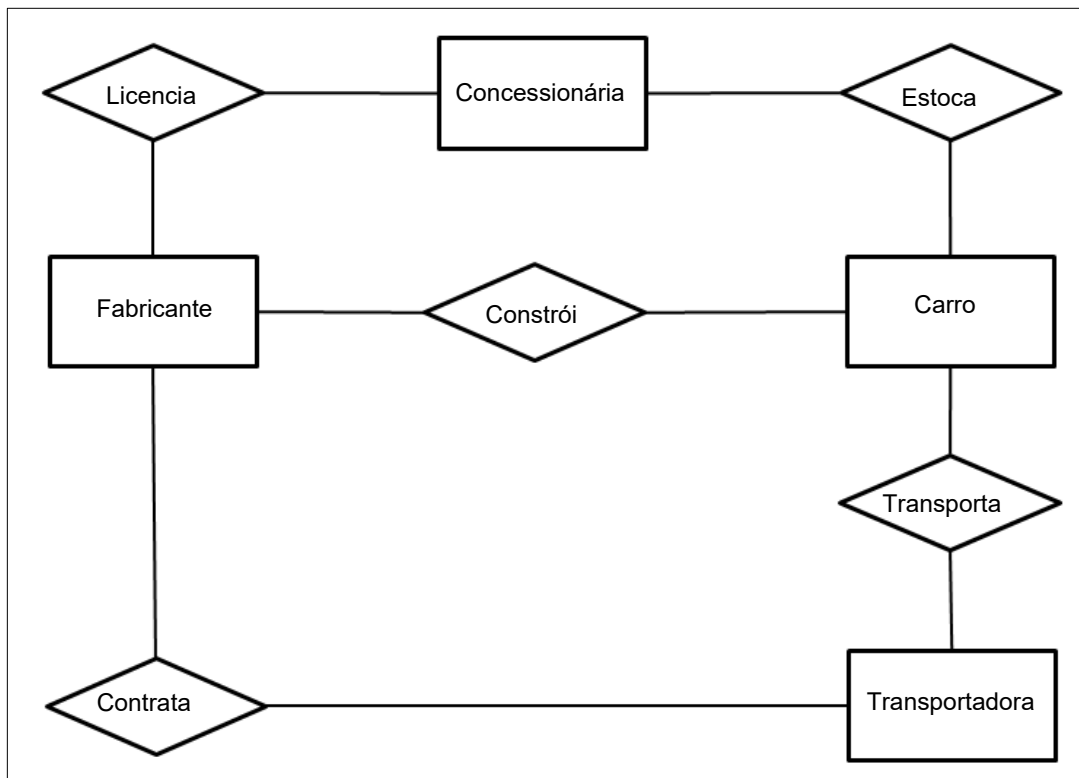 Licencia
Concessionária
Estoca
Fabricante
Constrói
Carro
Transporta
Contrata
Transportadora